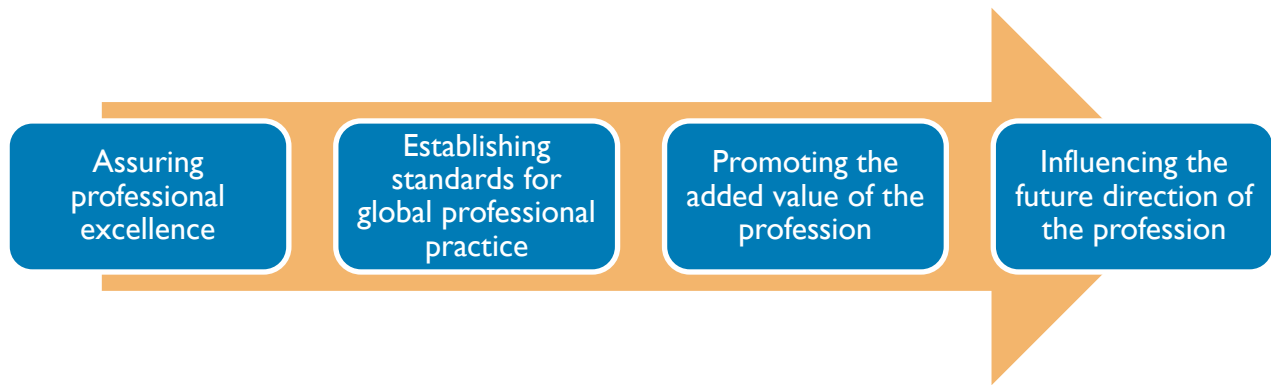 Assuring
professional
excellence
Establishing
standards for
global professional
practice
Promoting the
added value of the
profession
Influencing the
future direction of
the profession